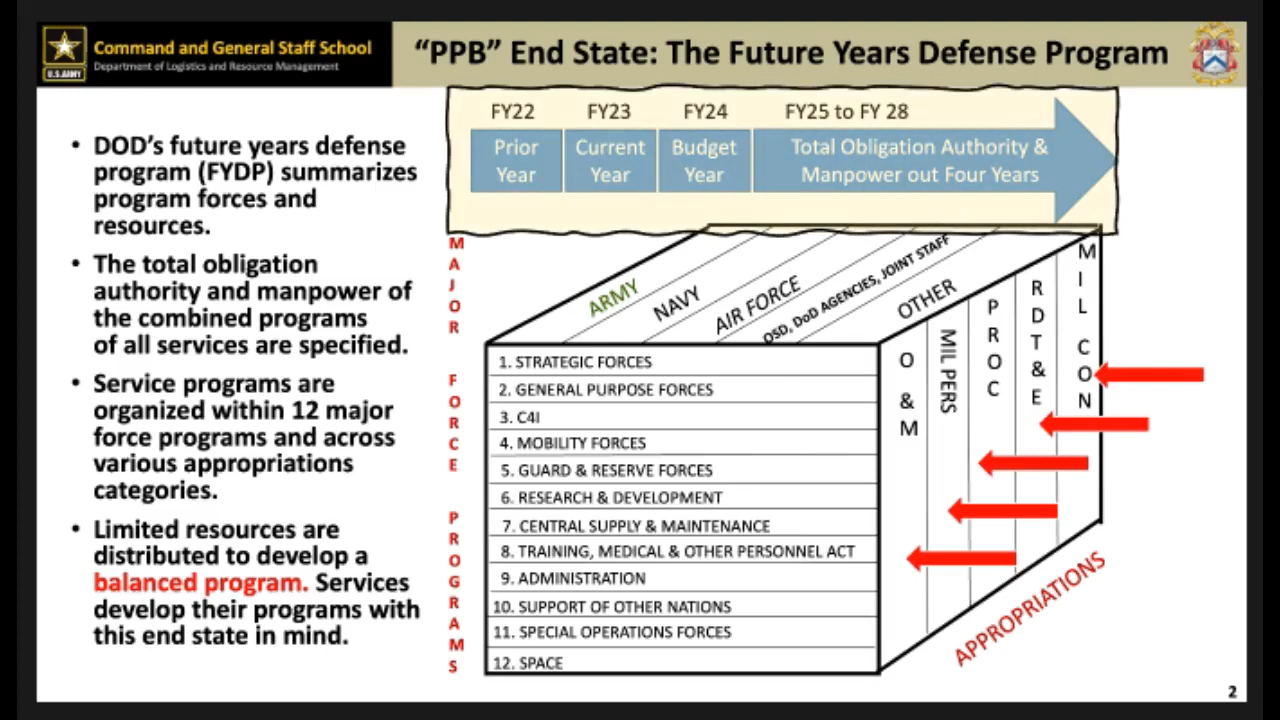 Command and General Staff School
Department of Logistics and Resource Management
U.S.ARMY
“PPB” End State: The Future Years Defense Program
• DOD’s future years defense
program (FYDP) summarizes
program forces and
resources.
• The total obligation
authority and manpower of
the combined programs
of all services are specified.
• Service programs are
organized within 12 major
force programs and across
various appropriations
categories.
• Limited resources are
distributed to develop a
balanced program. Services
develop their programs with
this end state in mind.
FY22
FY23
FY24
FY25 to FY 28
Prior
Year
Current
Year
Budget
Year
Total Obligation Authority &
Manpower out Four Years
MAJOR FORCE PROGRAMS
ARMY
NAVY
AIR FORCE
OSD, DoD AGENCIES, JOINT STAFF
OTHER
1. STRATEGIC FORCES
2. GENERAL PURPOSE FORCES
3. C4I
4. MOBILITY FORCES
5. GUARD & RESERVE FORCES
6. RESEARCH & DEVELOPMENT
7. CENTRAL SUPPLY & MAINTENANCE
8. TRAINING, MEDICAL & OTHER PERSONNEL ACT
9. ADMINISTRATION
10. SUPPORT OF OTHER NATIONS
11. SPECIAL OPERATIONS FORCES
12. SPACE
O & M
MIL PERS
PROC
RDT&E
MIL CON
APPROPRIATIONS
2